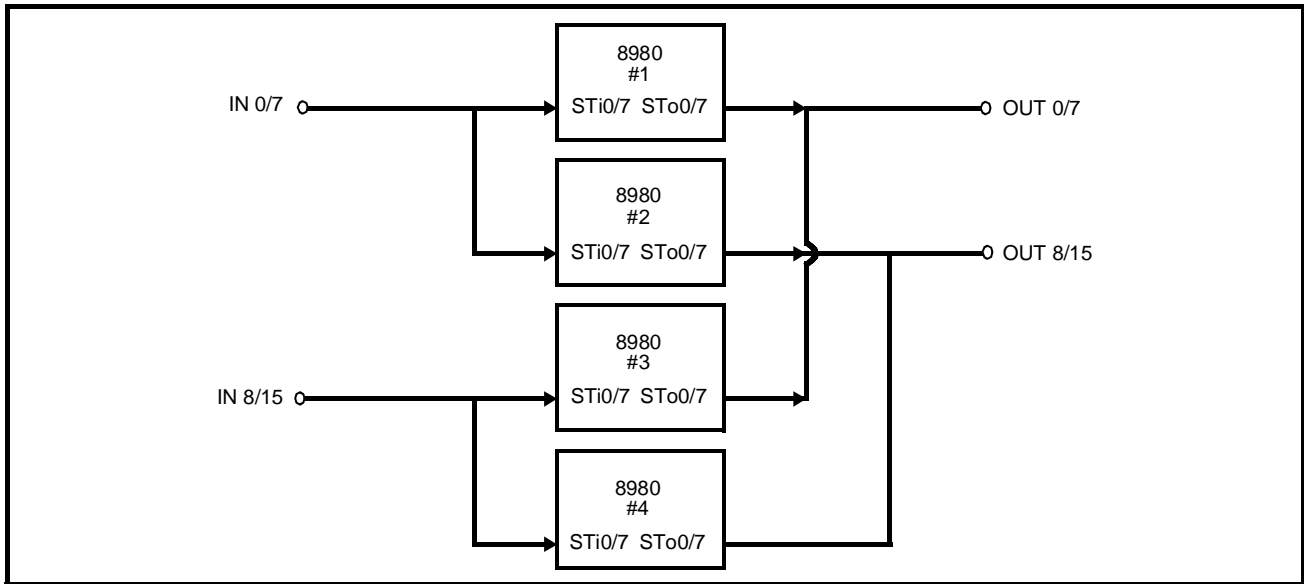 8980
#1
IN 0/7
STi0/7 STo0/7
OUT 0/7
8980
#2
STi0/7 STo0/7
OUT 8/15
8980
#3
IN 8/15
STi0/7 STo0/7
8980
#4
STi0/7 STo0/7